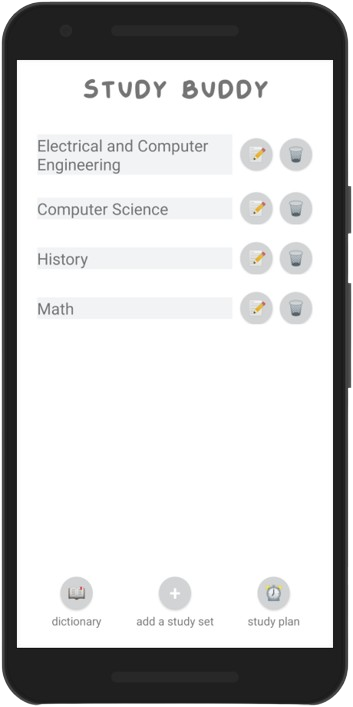 STUDY BUDDY
Electrical and Computer
Engineering
Computer Science
History
Math
dictionary
add a study set
study plan